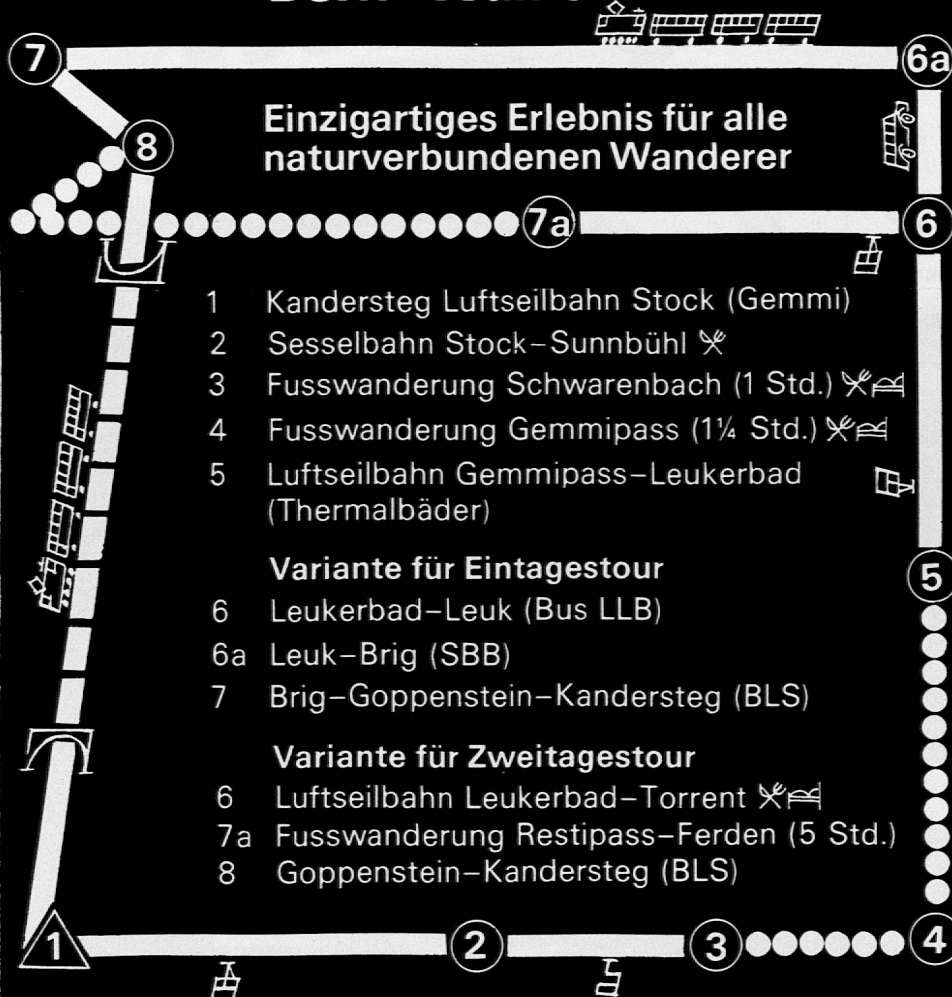 7
6a
Einzigartiges Erlebnis für alle
naturverbundenen Wanderer
8
7a
6
1 Kandersteg Luftseilbahn Stock (Gemmi)
2 Sesselbahn Stock–Sunnbühl
3 Fusswanderung Schwarenbach (1 Std.)
4 Fusswanderung Gemmipass (1¼ Std.)
5 Luftseilbahn Gemmipass–Leukerbad
(Thermalbäder)
Variante für Eintagestour
5
6 Leukerbad–Leuk (Bus LLB)
6a Leuk–Brig (SBB)
7 Brig–Goppenstein–Kandersteg (BLS)
Variante für Zweitagestour
6 Luftseilbahn Leukerbad–Torrent
7a Fusswanderung Restipass–Ferden (5 Std.)
8 Goppenstein–Kandersteg (BLS)
1
2
3
4